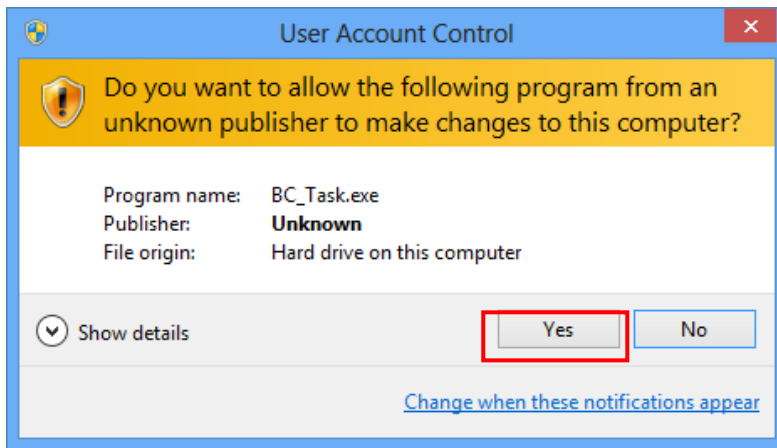 User Account Control
Do you want to allow the following program from an
unknown publisher to make changes to this computer?
Program name: BC_Task.exe
Publisher: Unknown
File origin: Hard drive on this computer
Show details
Yes No
Change when these notifications appear